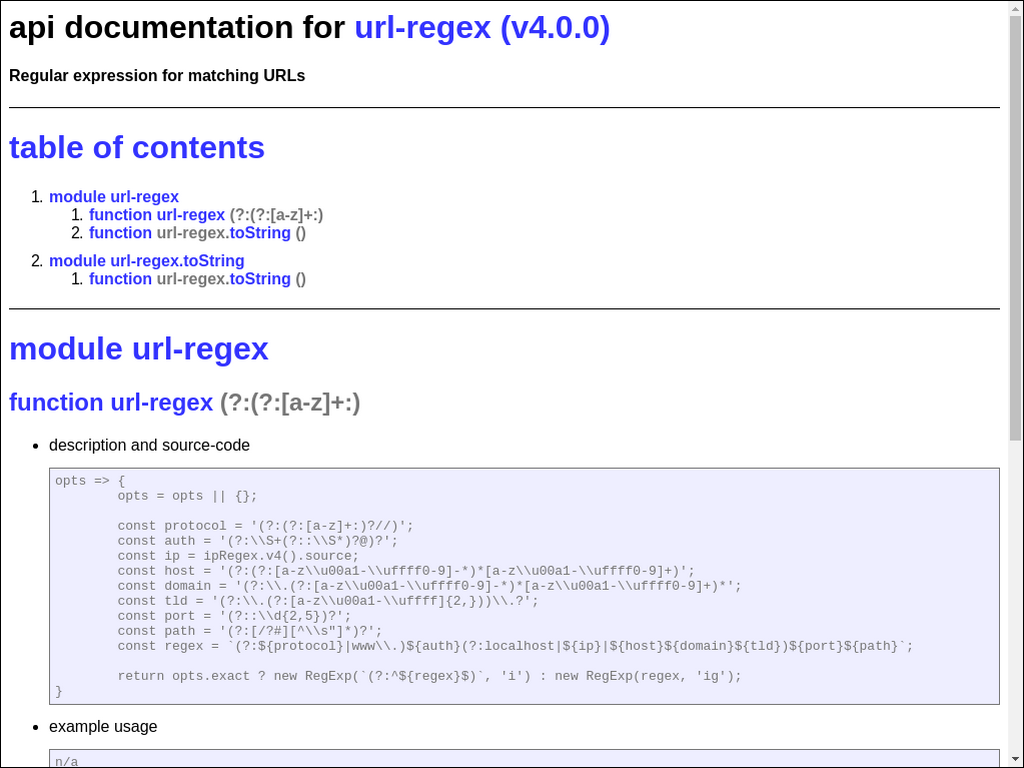 api documentation for url-regex (v4.0.0)
Regular expression for matching URLs
table of contents
1. module url-regex
1. function url-regex (?:(?:[a-z]+:)
2. function url-regex.toString ()
2. module url-regex.toString
1. function url-regex.toString ()
module url-regex
function url-regex (?:(?:[a-z]+:)
• description and source-code
opts => {
        opts = opts || {};
        const protocol = '(?:(?:[a-z]+:)?//)';
        const auth = '(?:\\S+(?::\\S*)?@)?';
        const ip = ipRegex.v4().source;
        const host = '(?:(?:[a-z\\u00a1-\\uffff0-9]-*)*[a-z\\u00a1-\\uffff0-9]+)';
        const domain = '(?:\\.(?:[a-z\\u00a1-\\uffff0-9]-*)*[a-z\\u00a1-\\uffff0-9]+)*';
        const tld = '(?:\\.(?:[a-z\\u00a1-\\uffff]{2,}))\\.?';
        const port = '(?::\\d{2,5})?';
        const path = '(?:[/?#][^\\s"]*)?';
        const regex = `(?:${protocol}|www\\.)${auth}(?:localhost|${ip}|${host}${domain}${tld})${port}${path}`;
        return opts.exact ? new RegExp(`(?:^${regex}$)`, 'i') : new RegExp(regex, 'ig');
}
• example usage
n/a